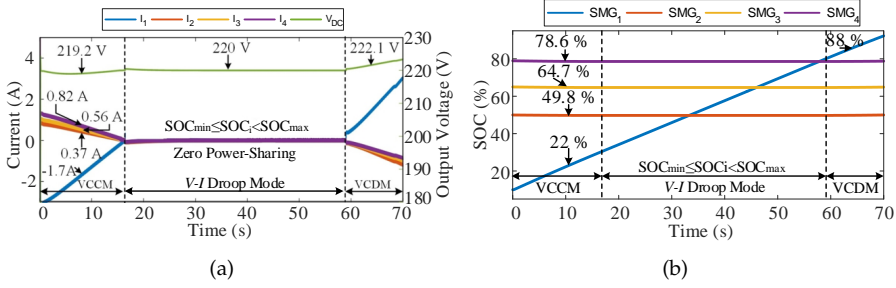 I₁ I₂ I₃ I₄ V_DC
(a)
219.2 V
220 V
222.1 V
0.82 A
0.56 A
0.37 A
-1.7A
SOCmin≤SOCi<SOCmax
Zero Power-Sharing
VCCM
V-I Droop Mode
VCDM
Current (A)
4
2
0
-2
Output Voltage (V)
230
220
210
200
190
180
0 10 20 30 40 50 60 70
Time (s)
(a)
SMG₁ SMG₂ SMG₃ SMG₄
(b)
78.6 %
64.7 %
49.8 %
22 %
88 %
SOCmin≤SOCi<SOCmax
VCCM
V-I Droop Mode
VCDM
SOC (%)
80
60
40
20
0 10 20 30 40 50 60 70
Time (s)
(b)